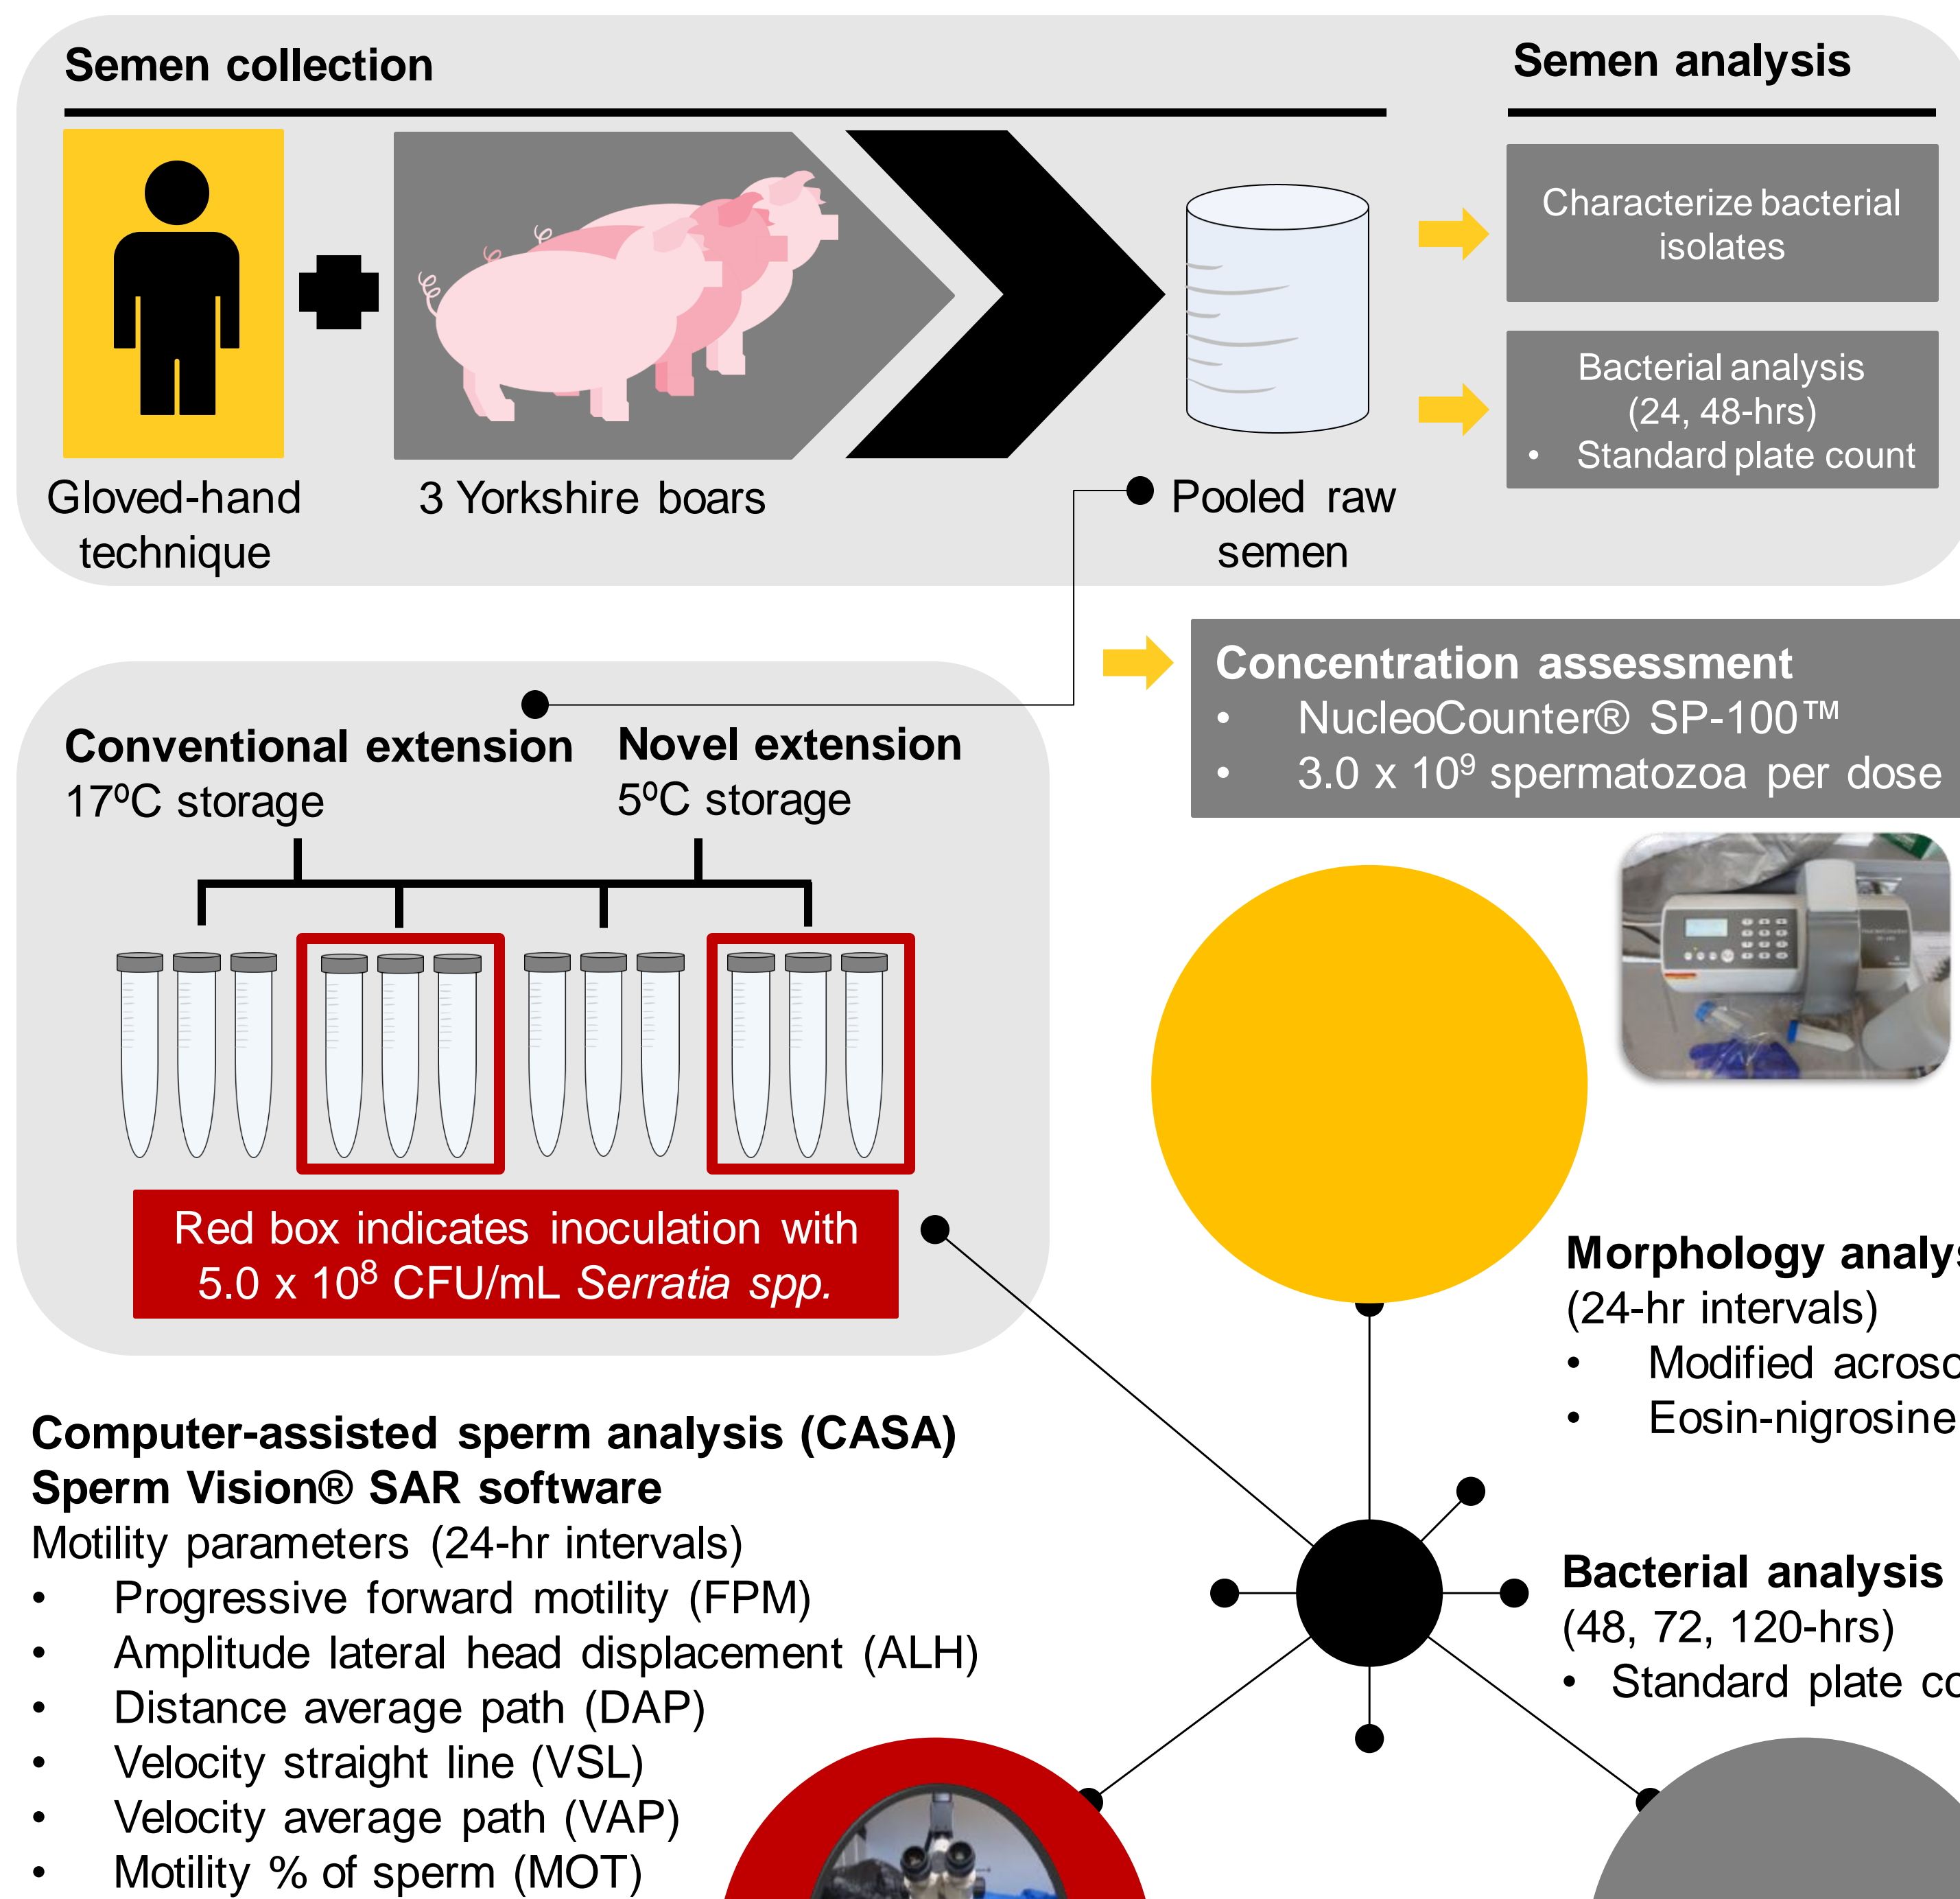 Semen collection
Semen analysis
Characterize bacterial
isolates
Bacterial analysis
(24, 48-hrs)
• Standard plate count
Gloved-hand
technique
3 Yorkshire boars
Pooled raw
semen
Concentration assessment
• NucleoCounter® SP-100™
• 3.0 x 10⁹ spermatozoa per dose
Conventional extension
17ºC storage
Novel extension
5ºC storage
Red box indicates inoculation with
5.0 x 10⁸ CFU/mL Serratia spp.
Morphology
(24-hr intervals)
• Modified
• Eosin-nigrosine
Computer-assisted sperm analysis (CASA)
Sperm Vision® SAR software
Motility parameters (24-hr intervals)
• Progressive forward motility (FPM)
• Amplitude lateral head displacement (ALH)
• Distance average path (DAP)
• Velocity straight line (VSL)
• Velocity average path (VAP)
• Motility % of sperm (MOT)
Bacterial analysis
(48, 72, 120-hrs)
• Standard plate